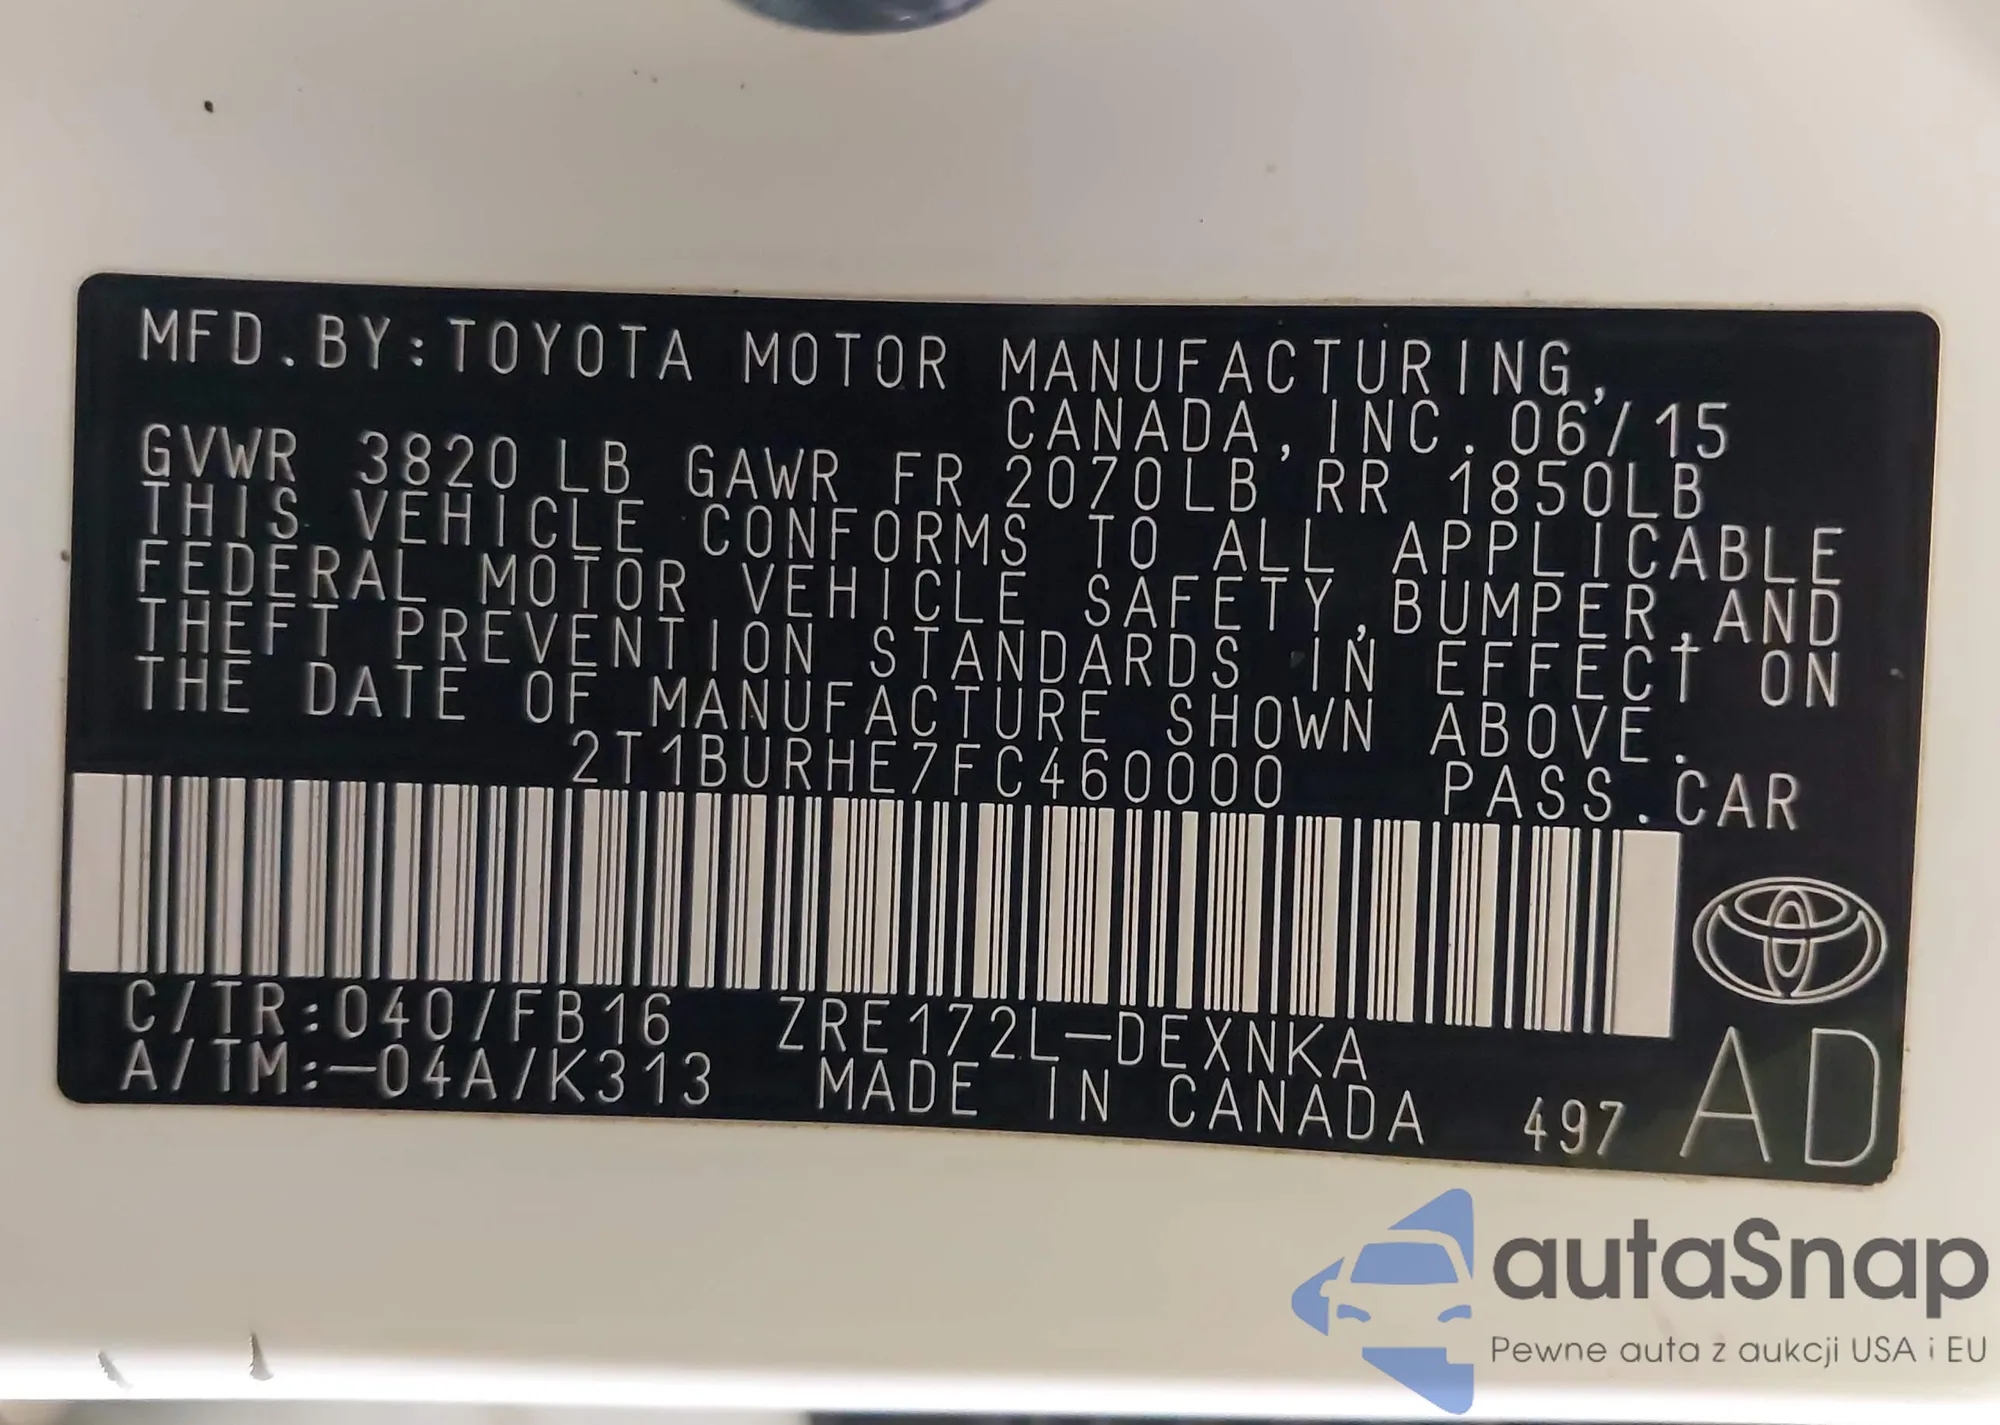 MFD.BY:TOYOTA MOTOR MANUFACTURING,
CANADA,INC.06/15
GVWR 3820LB GAWR FR 2070LB RR 1850LB
THIS VEHICLE CONFORMS TO ALL APPLICABLE
FEDERAL MOTOR VEHICLE SAFETY,BUMPER,AND
THEFT PREVENTION STANDARDS IN EFFECT ON
THE DATE OF MANUFACTURE SHOWN ABOVE.
2T1BURHE7FC460000 PASS.CAR
C/TR:040/FB16 ZRE172L-DEXNKA
A/TM:-04A/K313 MADE IN CANADA 497 AD
autaSnap
Pewne auta z aukcji USA i EU